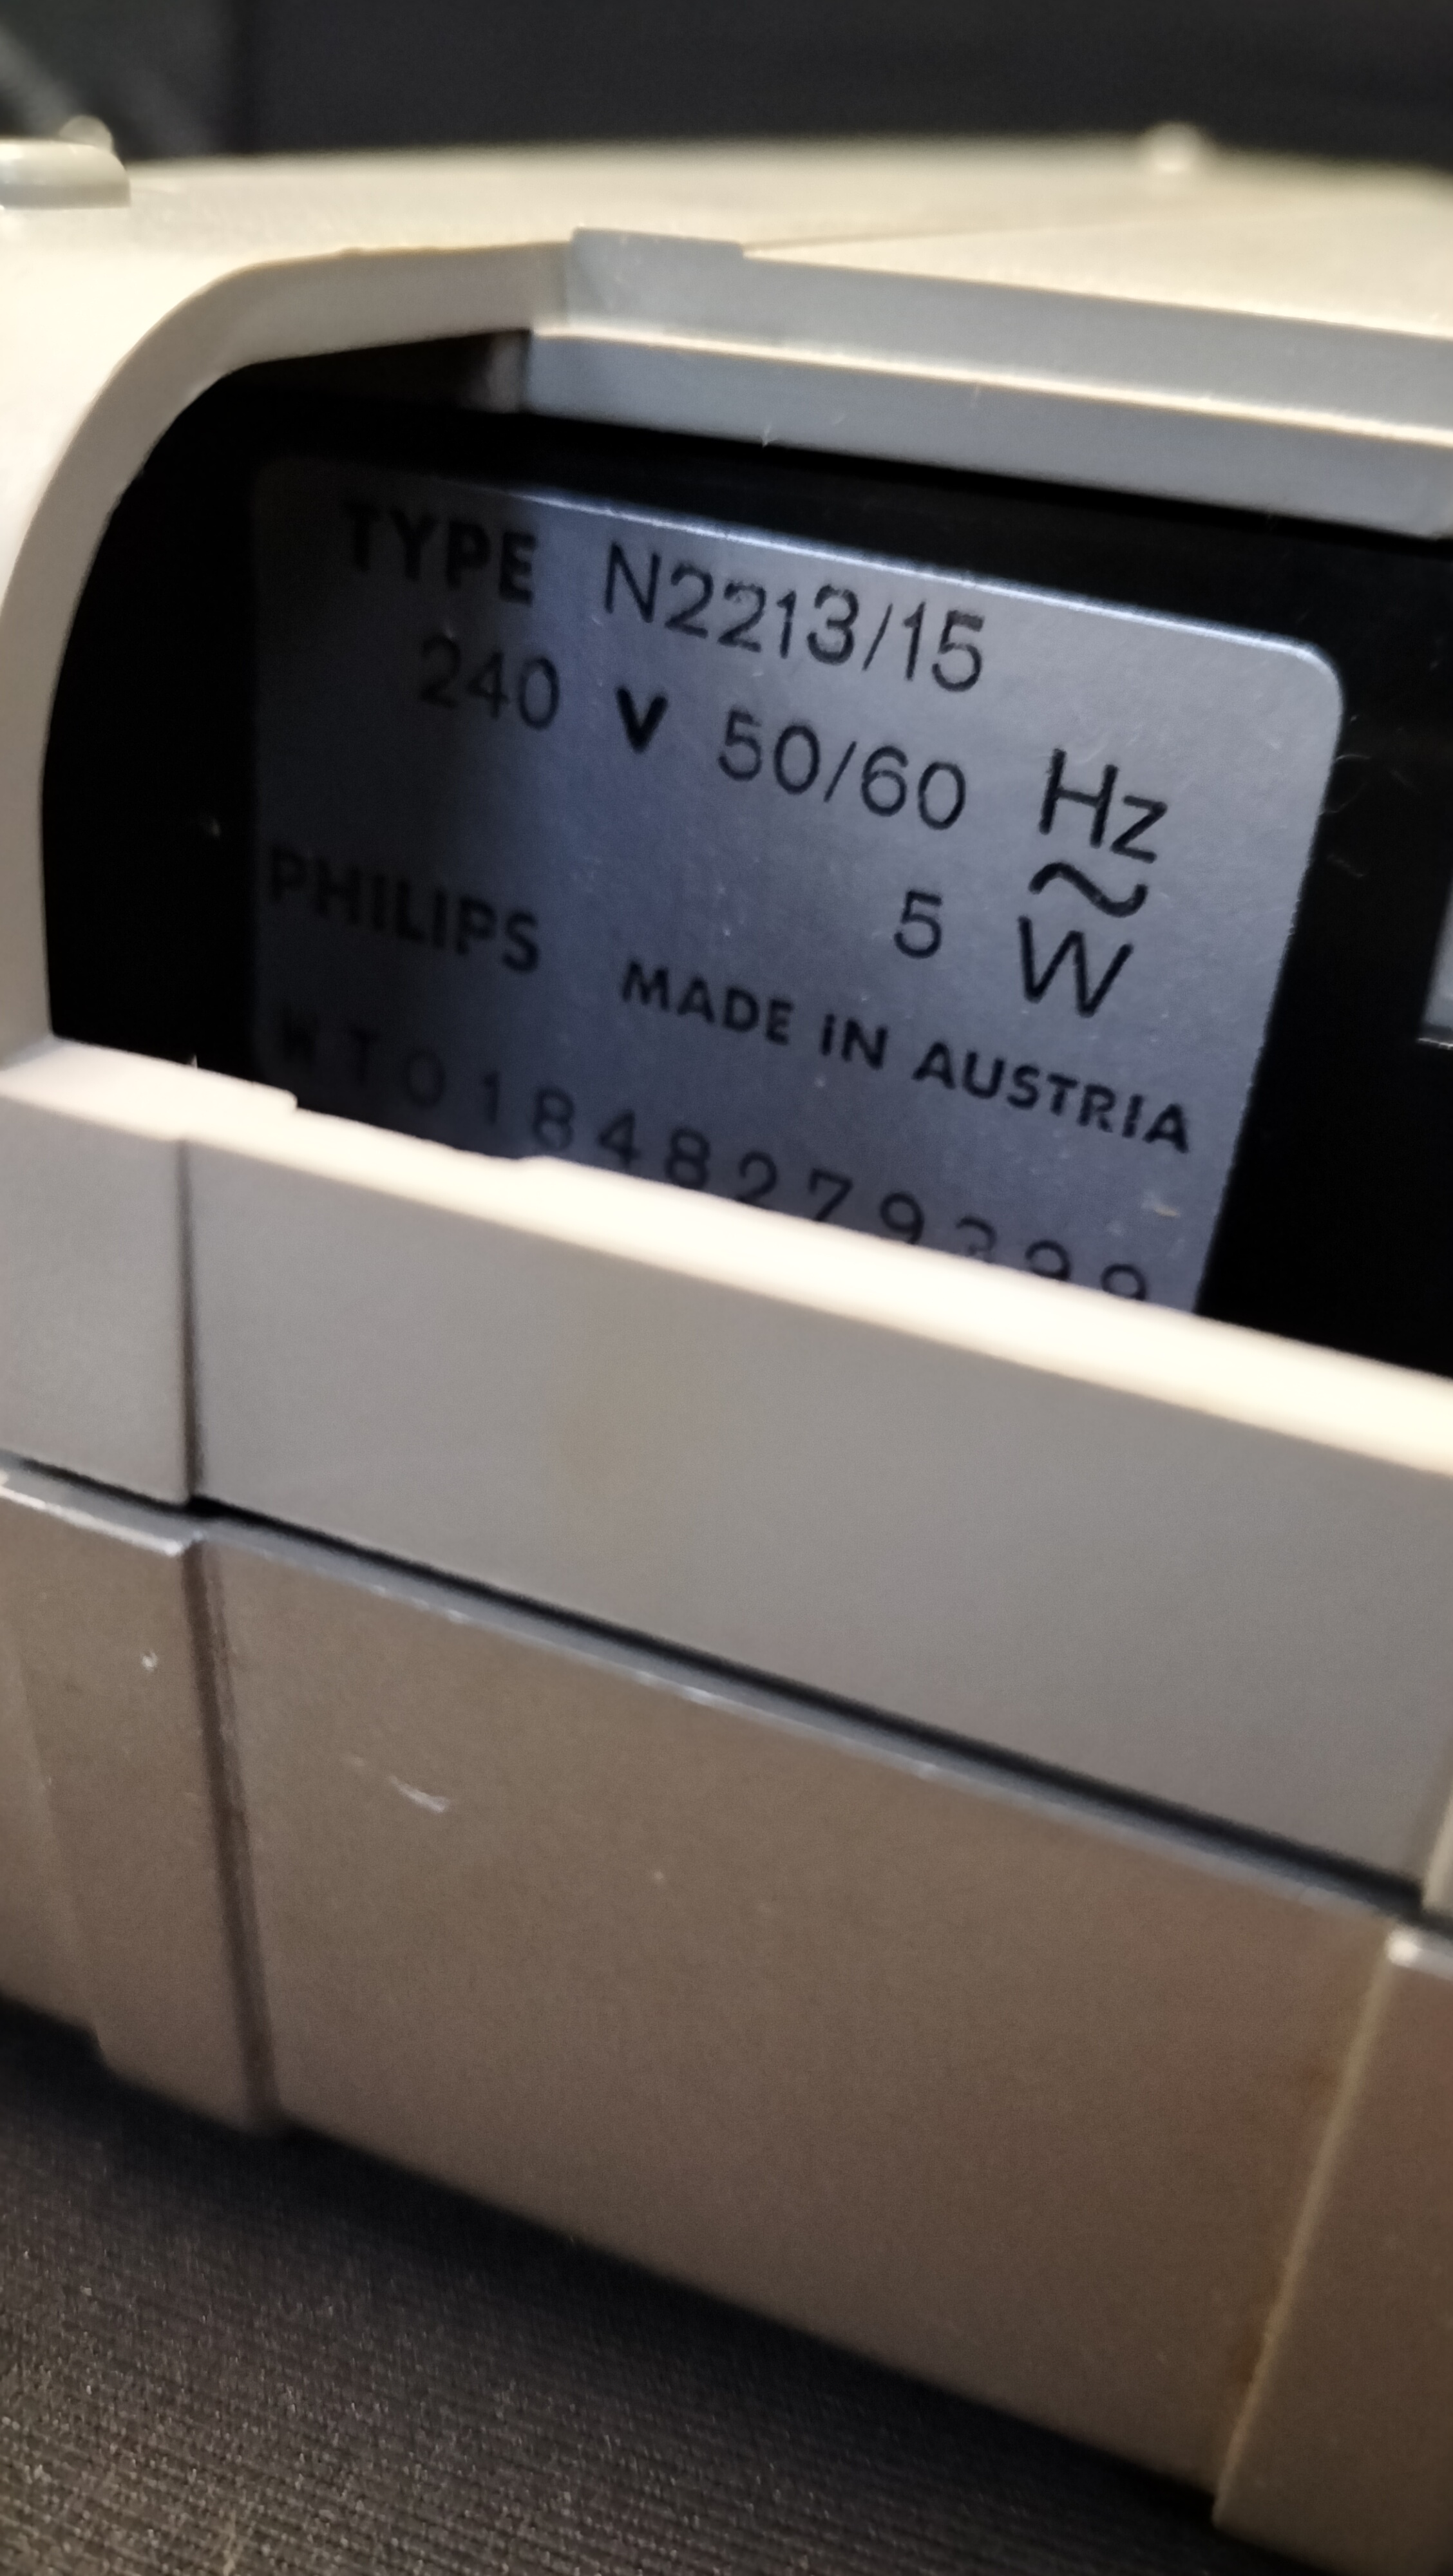 TYPE N2213/15
240 V 50/60 Hz
~
5 W
PHILIPS MADE IN AUSTRIA